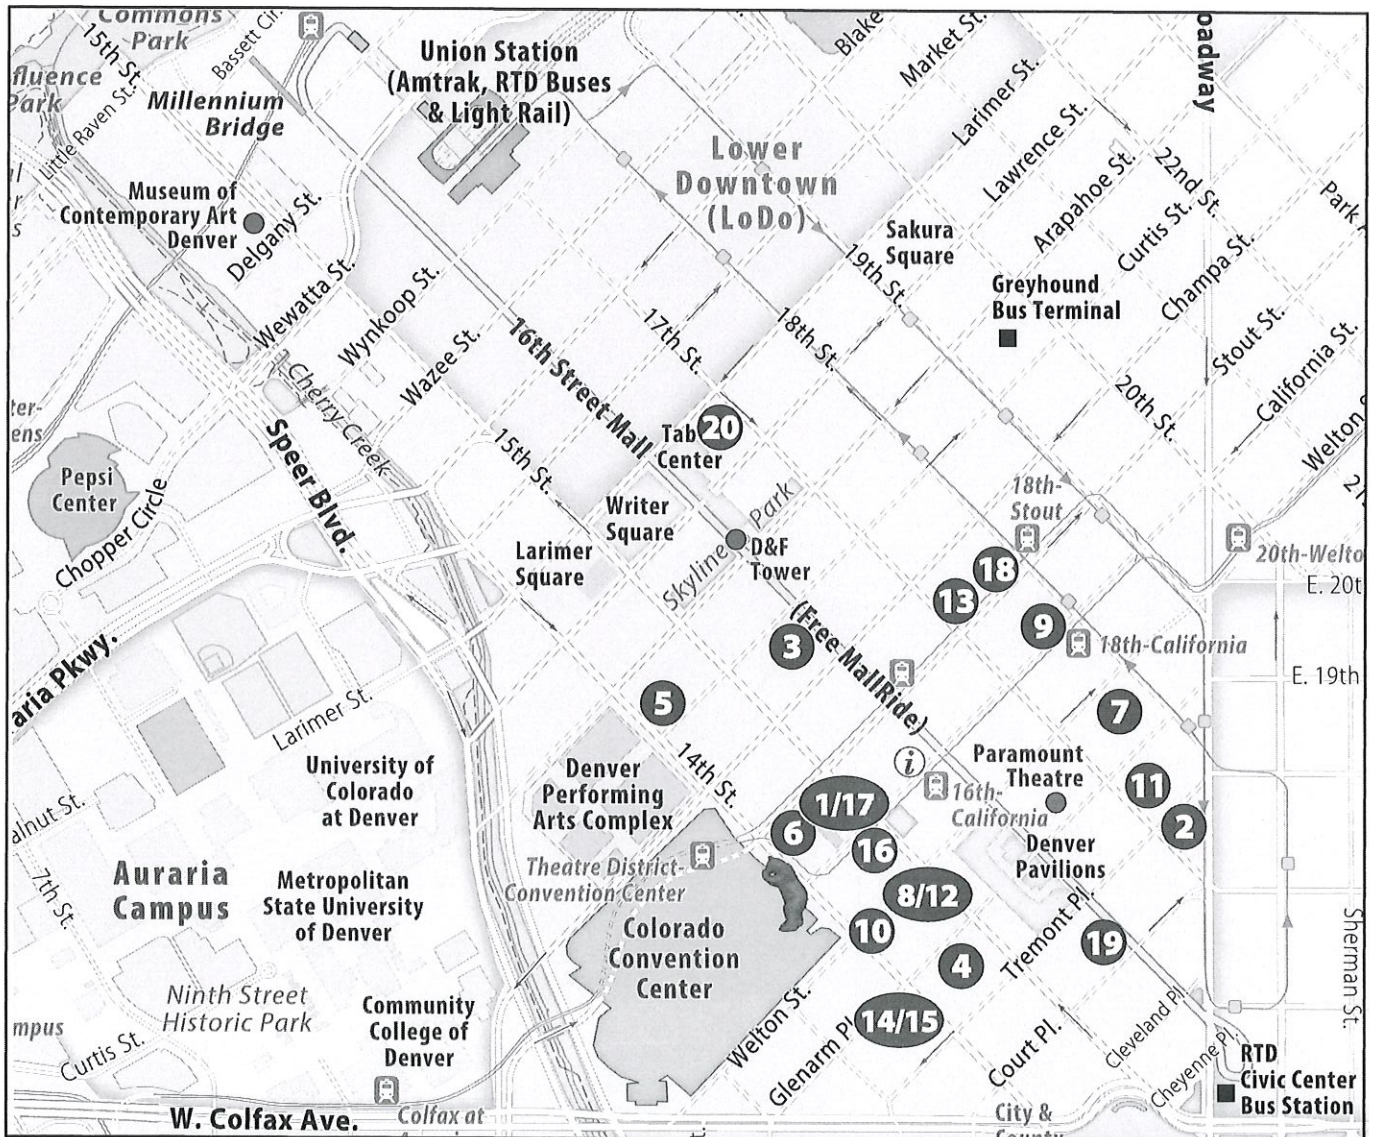 Commons
Park
15th St.
Bassett Cir.
fluence
Park
Little Raven St.
Millennium
Bridge
Union Station
(Amtrak, RTD Buses
& Light Rail)
Blake
Market St.
Larimer St.
Lawrence St.
Arapahoe St.
Curtis St.
Champa St.
Stout St.
California St.
Welton S
oadway
22nd St.
Park A
Lower
Downtown
(LoDo)
Sakura
Square
19th St.
Greyhound
Bus Terminal
Museum of
Contemporary Art
Denver
Delgany St.
Wewatta St.
Wynkoop St.
Wazee St.
16th Street Mall
17th St.
18th St.
20th St.
21
Cherry Creek
Speer Blvd.
15th St.
ter-
ens
Pepsi
Center
Chopper Circle
Tab
Center
20
Writer
Square
Larimer
Square
Skyline Park
D&F
Tower
18th-
Stout
18
13
9
20th-Welto
E. 20t
18th-California
E. 19th
3
(Free MallRide)
5
7
aria Pkwy.
Larimer St.
University of
Colorado
at Denver
Denver
Performing
Arts Complex
14th St.
i
Paramount
Theatre
16th-
California
11
2
1/17
6
16
Denver
Pavilions
alnut St.
7th St.
Auraria
Campus
Metropolitan
State University
of Denver
Theatre District-
Convention Center
8/12
Colorado
Convention
Center
10
4
Tremont Pl.
19
Sherman St.
Ninth Street
Historic Park
mpus
Curtis St.
Community
College of
Denver
14/15
Welton St.
Glenarm Pl.
Court Pl.
Cleveland Pl.
Cheyenne Pl.
RTD
Civic Center
Bus Station
W. Colfax Ave.
Colfax at
City &
County
t.